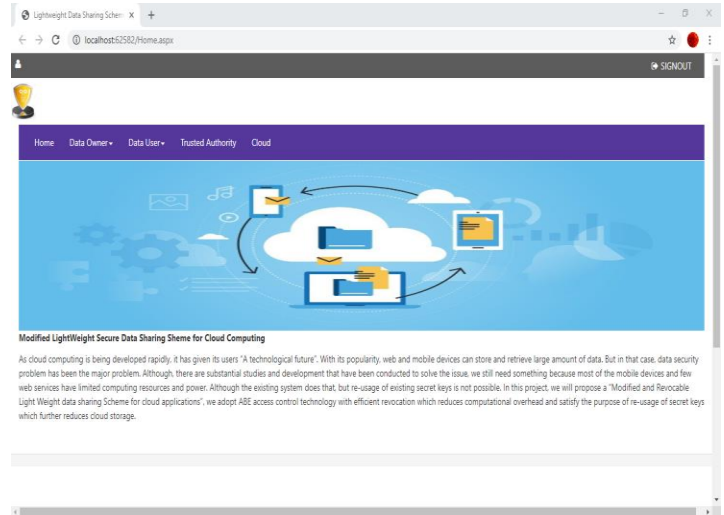 Lightweight Data Sharing Schem
localhost:62582/Home.aspx
SIGNOUT
Home Data Owner Data User Trusted Authority Cloud
Modified LightWeight Secure Data Sharing Sheme for Cloud Computing
As cloud computing is being developed rapidly, it has given its users "A technological future". With its popularity, web and mobile devices can store and retrieve large amount of data. But in that case, data security
problem has been the major problem. Although, there are substantial studies and development that have been conducted to solve the issue, we still need something because most of the mobile devices and few
web services have limited computing resources and power. Although the existing system does that, but re-usage of existing secret keys is not possible. In this project, we will propose a "Modified and Revocable
Light Weight data sharing Scheme for cloud applications", we adopt ABE access control technology with efficient revocation which reduces computational overhead and satisfy the purpose of re-usage of secret keys
which further reduces cloud storage.